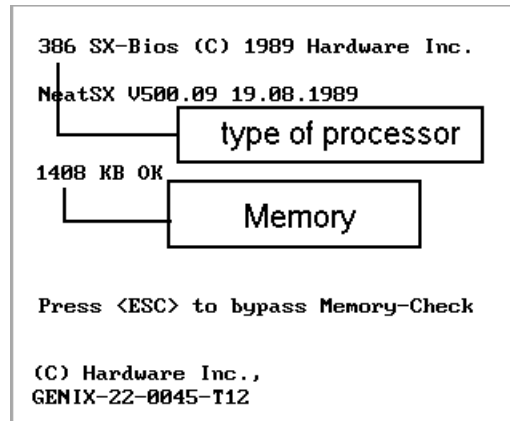 386 SX-Bios (C) 1989 Hardware Inc.
NeatSX V500.09 19.08.1989
type of processor
1408 KB OK
Memory
Press <ESC> to bypass Memory-Check
(C) Hardware Inc.,
GENIX-22-0045-T12